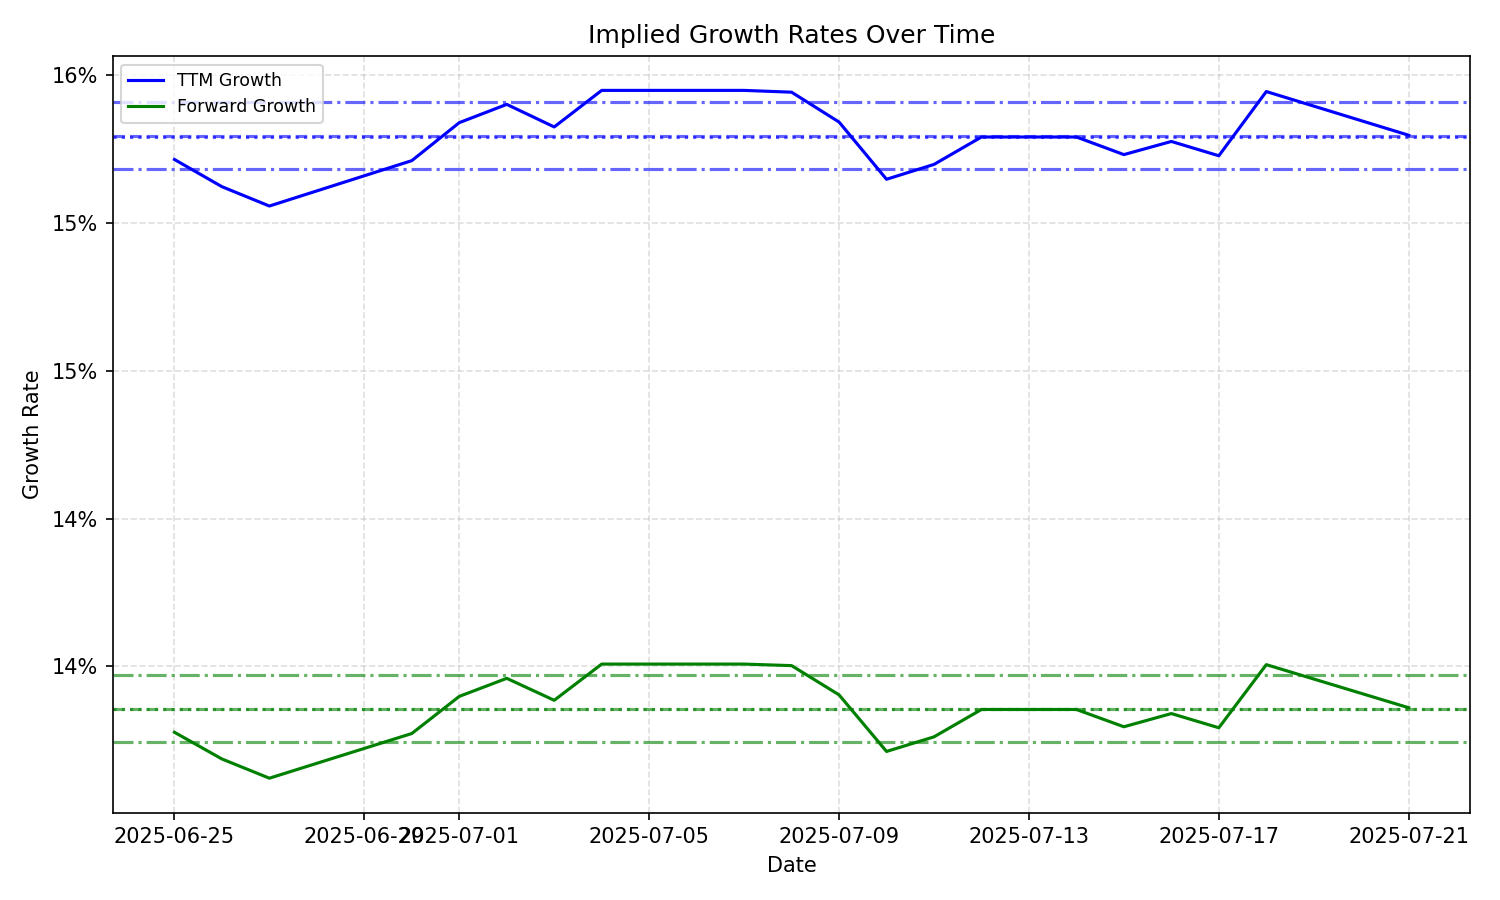 Implied Growth Rates Over Time
TTM Growth
Forward Growth
16%
15%
15%
14%
14%
Growth Rate
2025-06-25
2025-06-29
2025-07-01
2025-07-05
2025-07-09
2025-07-13
2025-07-17
2025-07-21
Date